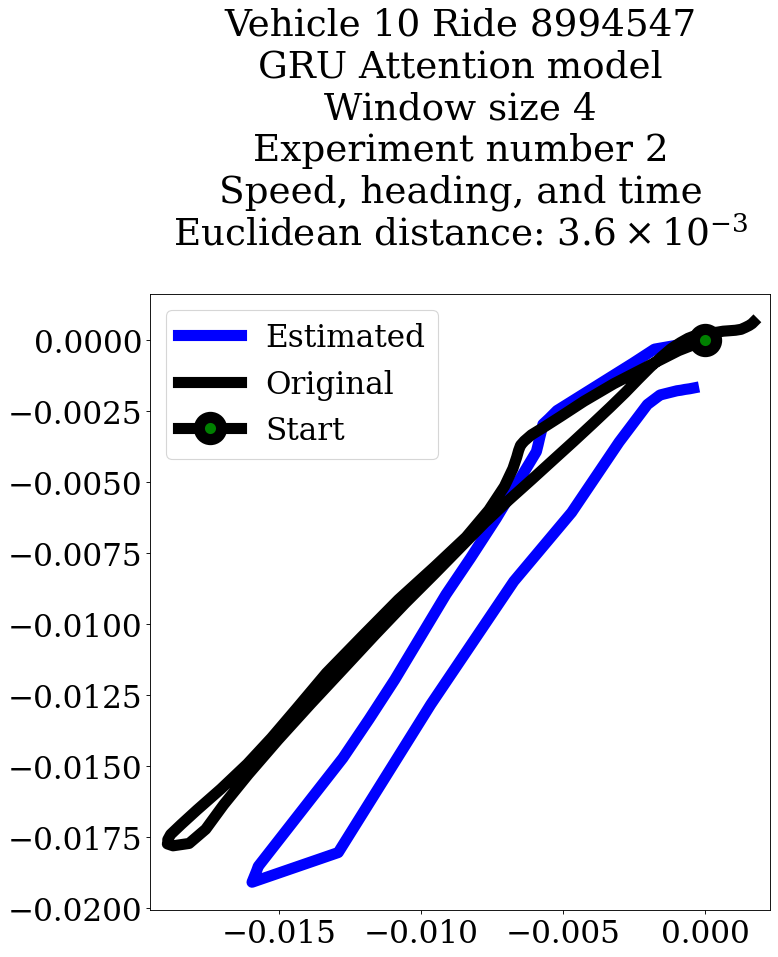 Vehicle 10 Ride 8994547
GRU Attention model
Window size 4
Experiment number 2
Speed, heading, and time
Euclidean distance: 3.6 × 10⁻³
Estimated
Original
Start
0.0000
−0.0025
−0.0050
−0.0075
−0.0100
−0.0125
−0.0150
−0.0175
−0.0200
−0.015 −0.010 −0.005 0.000